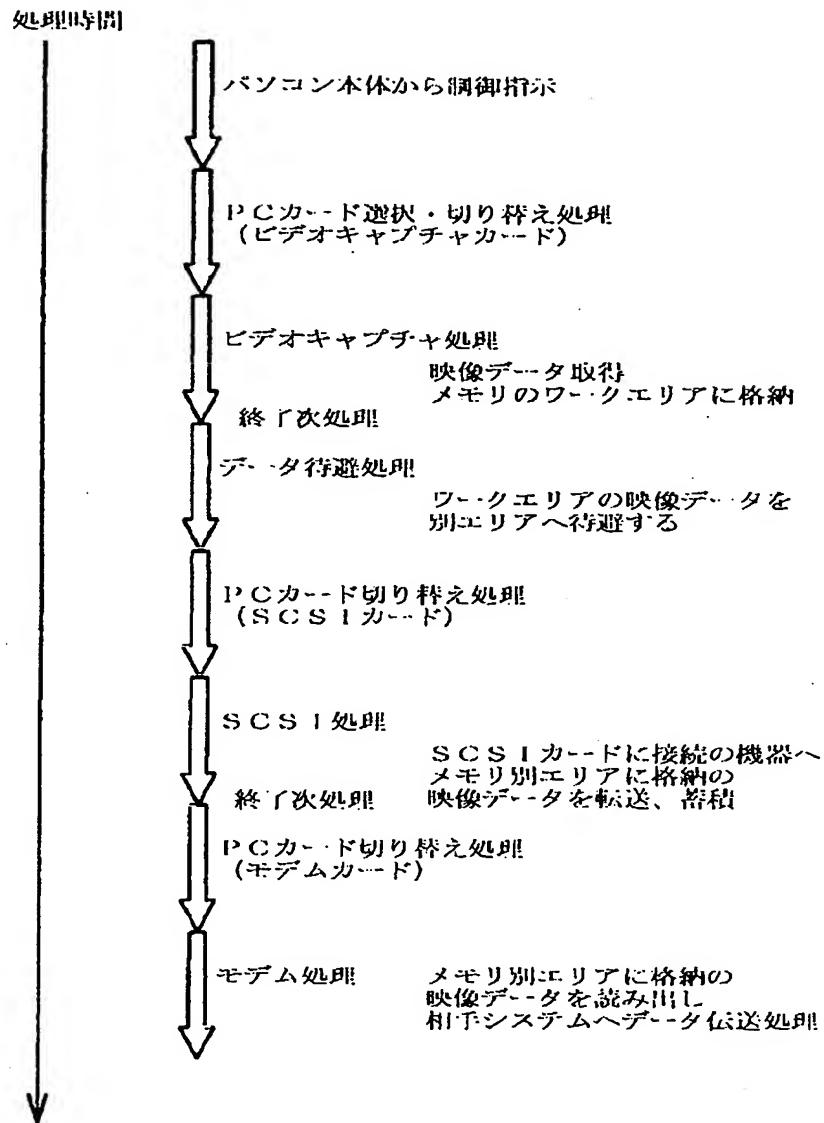 処理時間
パソコン本体から制御指示
PCカード選択・切り替え処理
(ビデオキャプチャカード)
ビデオキャプチャ処理
映像データ取得
メモリのワークエリアに格納
終了次処理
データ待避処理
ワークエリアの映像データを
別エリアへ待避する
PCカード切り替え処理
(SCSIカード)
SCSI処理
SCSIカードに接続の機器へ
メモリ別エリアに格納の
映像データを転送、蓄積
終了次処理
PCカード切り替え処理
(モデムカード)
モデム処理
メモリ別エリアに格納の
映像データを読み出し
相手システムへデータ伝送処理